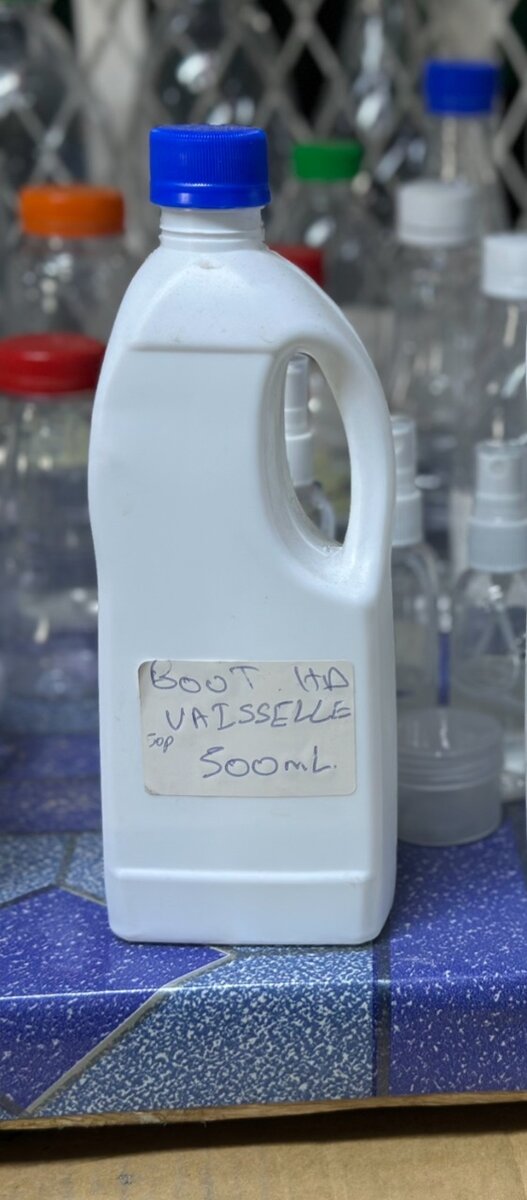 BOOT HD
VAISSELLE
50p
500mL.